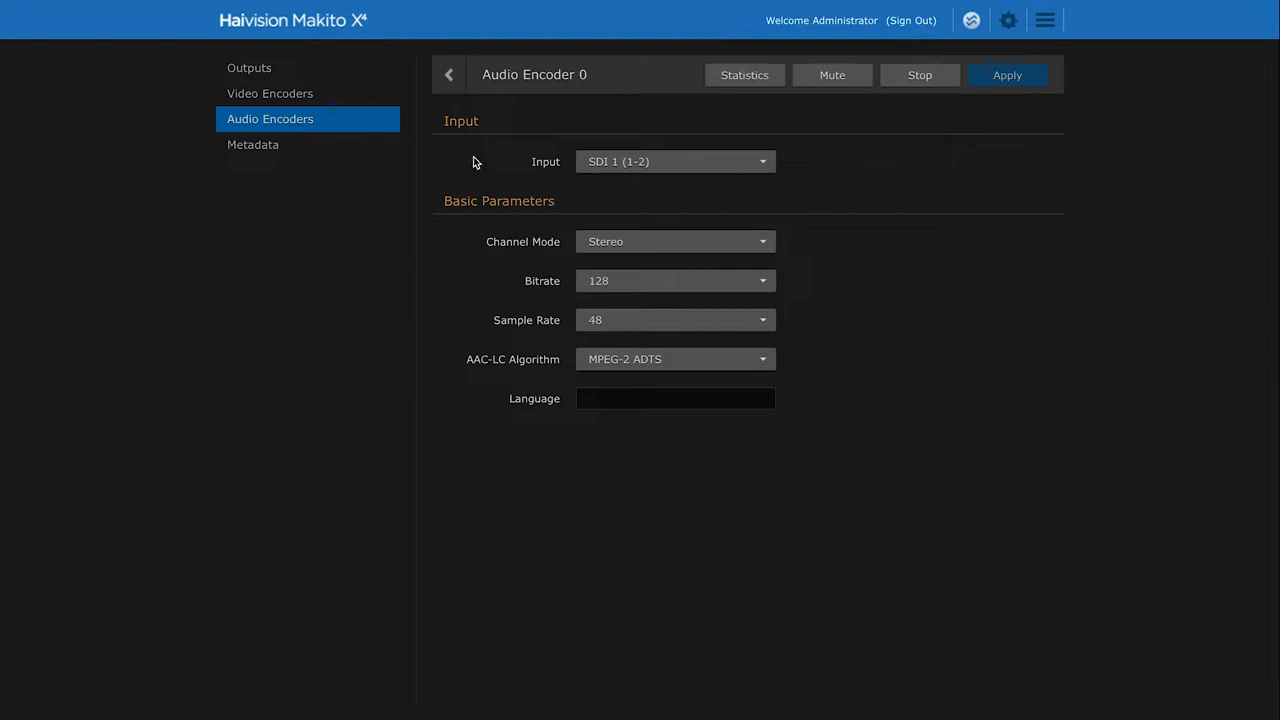 Haivision Makito X4
Welcome Administrator (Sign Out)
Outputs
Video Encoders
Audio Encoders
Metadata
Audio Encoder 0
Statistics
Mute
Stop
Apply
Input
Input SDI 1 (1-2)
Basic Parameters
Channel Mode Stereo
Bitrate 128
Sample Rate 48
AAC-LC Algorithm MPEG-2 ADTS
Language